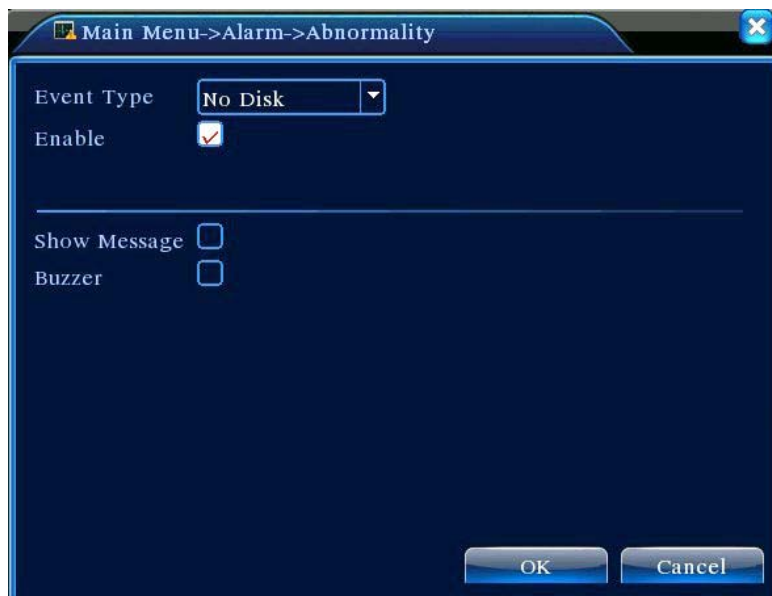 Main Menu->Alarm->Abnormality
Event Type No Disk
Enable
Show Message
Buzzer
OK Cancel